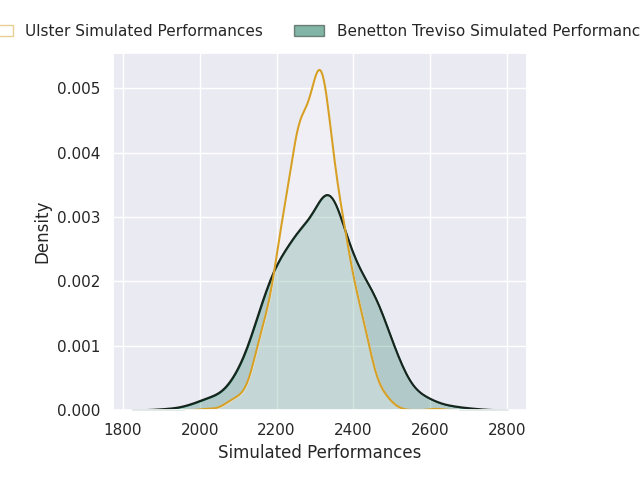 Ulster Simulated Performances Benetton Treviso Simulated Performanc
0.005
0.004
0.003
0.002
0.001
0.000
Density
1800 2000 2200 2400 2600 2800
Simulated Performances